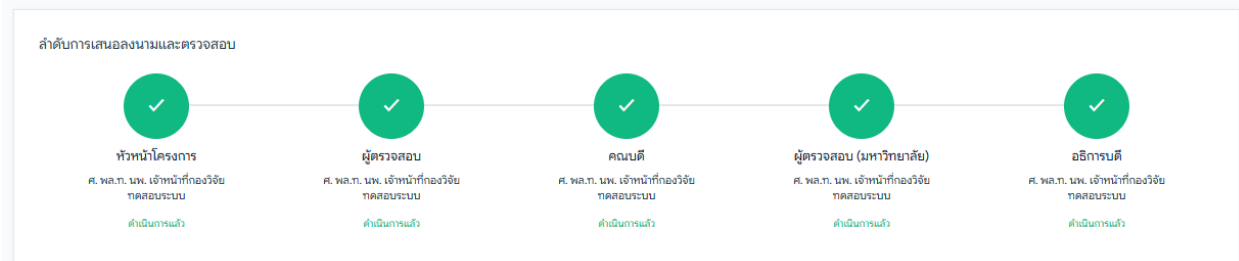 ลำดับการเสนอลงนามและตรวจสอบ
หัวหน้าโครงการ
ศ. พล.ท. นพ. เจ้าหน้าที่กองวิจัย
ทดสอบระบบ
ดำเนินการแล้ว
ผู้ตรวจสอบ
ศ. พล.ท. นพ. เจ้าหน้าที่กองวิจัย
ทดสอบระบบ
ดำเนินการแล้ว
คณบดี
ศ. พล.ท. นพ. เจ้าหน้าที่กองวิจัย
ทดสอบระบบ
ดำเนินการแล้ว
ผู้ตรวจสอบ (มหาวิทยาลัย)
ศ. พล.ท. นพ. เจ้าหน้าที่กองวิจัย
ทดสอบระบบ
ดำเนินการแล้ว
อธิการบดี
ศ. พล.ท. นพ. เจ้าหน้าที่กองวิจัย
ทดสอบระบบ
ดำเนินการแล้ว